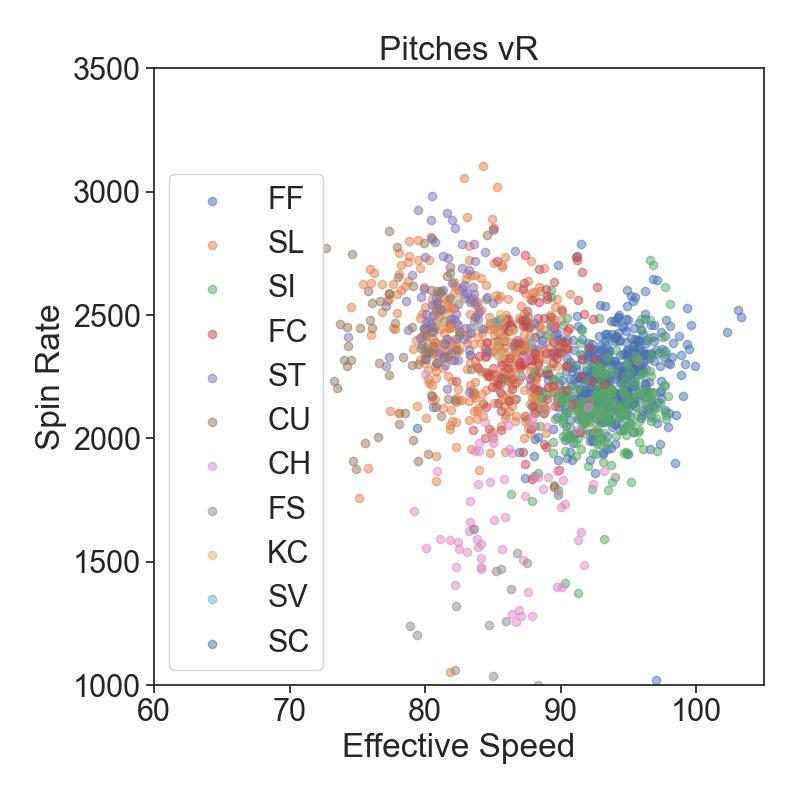 Pitches vR
3500
3000
2500
2000
1500
1000
Spin Rate
FF
SL
SI
FC
ST
CU
CH
FS
KC
SV
SC
60 70 80 90 100
Effective Speed